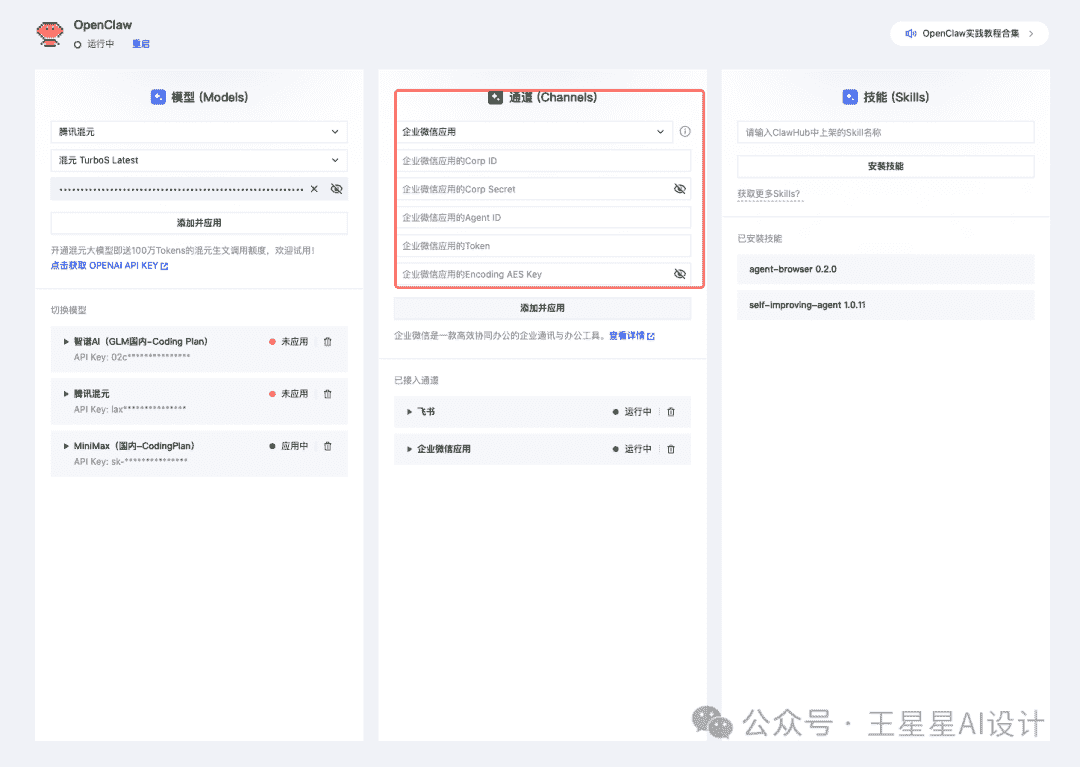 OpenClaw
运行中 重启
OpenClaw实践教程合集
模型 (Models)
腾讯混元
混元 TurboS Latest
添加并应用
开通混元大模型即送100万Tokens的混元生文调用额度，欢迎试用！
点击获取 OPENAI API KEY
切换模型
智谱AI（GLM国内-Coding Plan） 未应用
API Key: 02c***************
腾讯混元 未应用
API Key: lax***************
MiniMax（国内-CodingPlan） 应用中
API Key: sk-***************
通道 (Channels)
企业微信应用
企业微信应用的Corp ID
企业微信应用的Corp Secret
企业微信应用的Agent ID
企业微信应用的Token
企业微信应用的Encoding AES Key
添加并应用
企业微信是一款高效协同办公的企业通讯与办公工具。查看详情
已接入通道
飞书 运行中
企业微信应用 运行中
技能 (Skills)
请输入ClawHub中上架的Skill名称
安装技能
获取更多Skills?
已安装技能
agent-browser 0.2.0
self-improving-agent 1.0.11
公众号 · 王星星AI设计